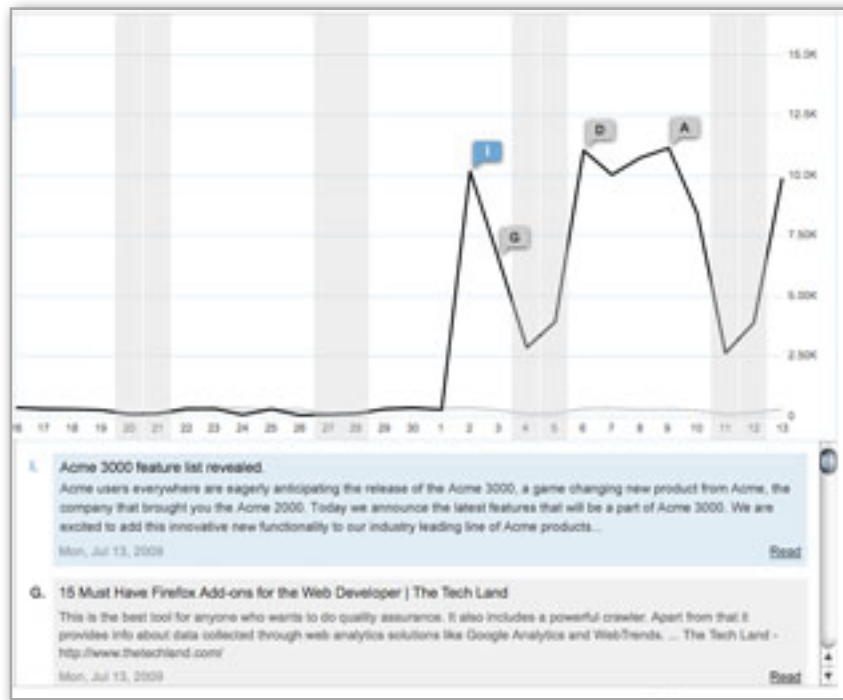 15.0K
12.5K
I
D
A
10.0K
G
7.50K
5.00K
2.50K
0
16 17 18 19 20 21 22 23 24 25 26 27 28 29 30 1 2 3 4 5 6 7 8 9 10 11 12 13
I. Acme 3000 feature list revealed.
Acme users everywhere are eagerly anticipating the release of the Acme 3000, a game changing new product from Acme, the
company that brought you the Acme 2000. Today we announce the latest features that will be a part of Acme 3000. We are
excited to add this innovative new functionality to our industry leading line of Acme products...
Mon, Jul 13, 2009 Read
G. 15 Must Have Firefox Add-ons for the Web Developer | The Tech Land
This is the best tool for anyone who wants to do quality assurance. It also includes a powerful crawler. Apart from that it
provides info about data collected through web analytics solutions like Google Analytics and WebTrends. ... The Tech Land -
http://www.thetechland.com/
Mon, Jul 13, 2009 Read